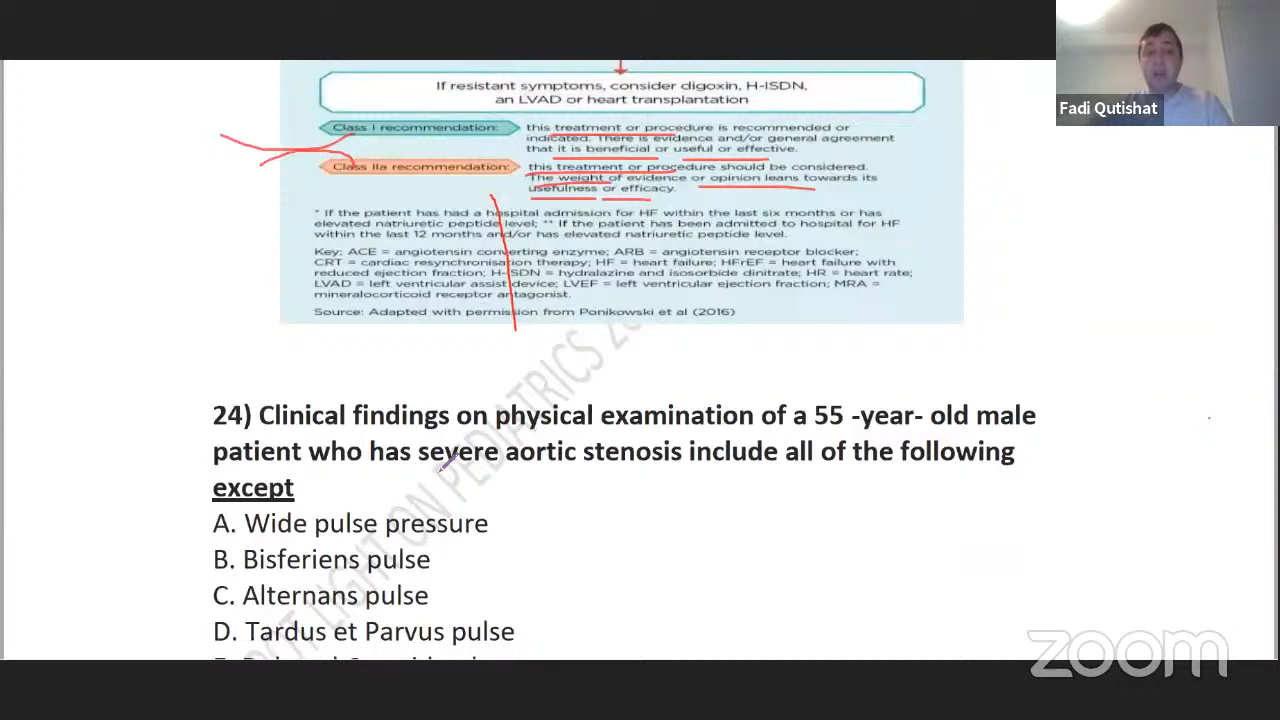 Fadi Qutishat
If resistant symptoms, consider digoxin, H-ISDN,
an LVAD or heart transplantation
Class I recommendation: this treatment or procedure is recommended or
indicated. There is evidence and/or general agreement
that it is beneficial or useful or effective.
Class IIa recommendation: this treatment or procedure should be considered.
The weight of evidence or opinion leans towards its
usefulness or efficacy.
* If the patient has had a hospital admission for HF within the last six months or has
elevated natriuretic peptide level; ** If the patient has been admitted to hospital for HF
within the last 12 months and/or has elevated natriuretic peptide level.
Key: ACE = angiotensin converting enzyme; ARB = angiotensin receptor blocker;
CRT = cardiac resynchronisation therapy; HF = heart failure; HFrEF = heart failure with
reduced ejection fraction; H-ISDN = hydralazine and isosorbide dinitrate; HR = heart rate;
LVAD = left ventricular assist device; LVEF = left ventricular ejection fraction; MRA =
mineralocorticoid receptor antagonist.
Source: Adapted with permission from Ponikowski et al (2016)
24) Clinical findings on physical examination of a 55 -year- old male
patient who has severe aortic stenosis include all of the following
except
A. Wide pulse pressure
B. Bisferiens pulse
C. Alternans pulse
D. Tardus et Parvus pulse
LIGHT ON PEDIATRICS
zoom